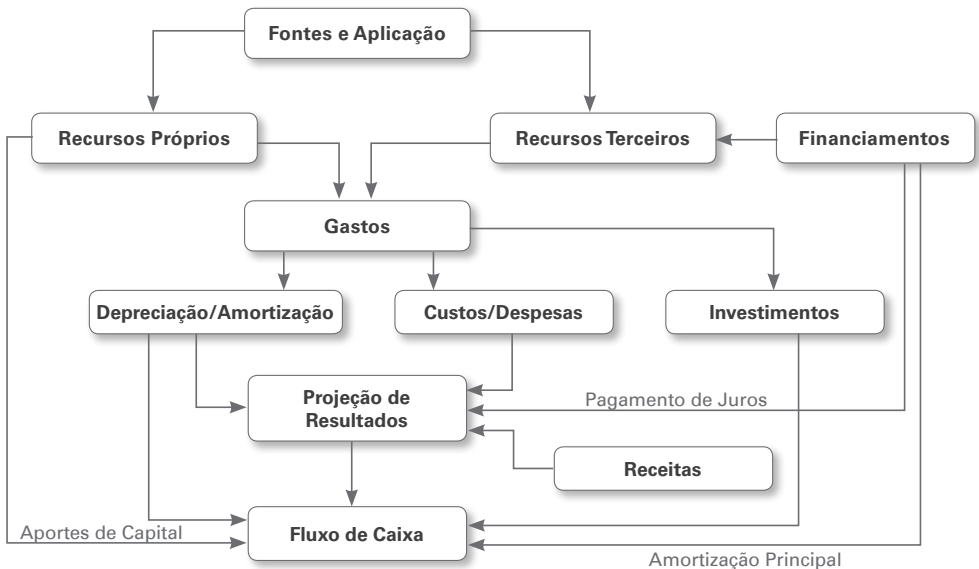 Fontes e Aplicação
Recursos Próprios
Recursos Terceiros
Financiamentos
Gastos
Depreciação/Amortização
Custos/Despesas
Investimentos
Projeção de
Resultados
Pagamento de Juros
Receitas
Aportes de Capital
Fluxo de Caixa
Amortização Principal